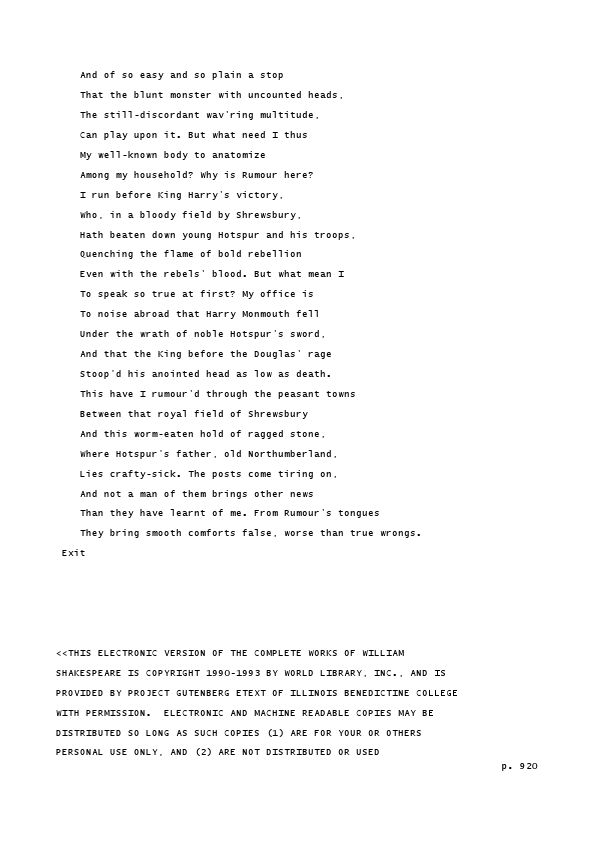 And of so easy and so plain a stop
That the blunt monster with uncounted heads,
The still-discordant wav'ring multitude,
Can play upon it. But what need I thus
My well-known body to anatomize
Among my household? Why is Rumour here?
I run before King Harry's victory,
Who, in a bloody field by Shrewsbury,
Hath beaten down young Hotspur and his troops,
Quenching the flame of bold rebellion
Even with the rebels' blood. But what mean I
To speak so true at first? My office is
To noise abroad that Harry Monmouth fell
Under the wrath of noble Hotspur's sword,
And that the King before the Douglas' rage
Stoop'd his anointed head as low as death.
This have I rumour'd through the peasant towns
Between that royal field of Shrewsbury
And this worm-eaten hold of ragged stone,
Where Hotspur's father, old Northumberland,
Lies crafty-sick. The posts come tiring on,
And not a man of them brings other news
Than they have learnt of me. From Rumour's tongues
They bring smooth comforts false, worse than true wrongs.
Exit
<<THIS ELECTRONIC VERSION OF THE COMPLETE WORKS OF WILLIAM
SHAKESPEARE IS COPYRIGHT 1990-1993 BY WORLD LIBRARY, INC., AND IS
PROVIDED BY PROJECT GUTENBERG ETEXT OF ILLINOIS BENEDICTINE COLLEGE
WITH PERMISSION.  ELECTRONIC AND MACHINE READABLE COPIES MAY BE
DISTRIBUTED SO LONG AS SUCH COPIES (1) ARE FOR YOUR OR OTHERS
PERSONAL USE ONLY, AND (2) ARE NOT DISTRIBUTED OR USED
p. 920